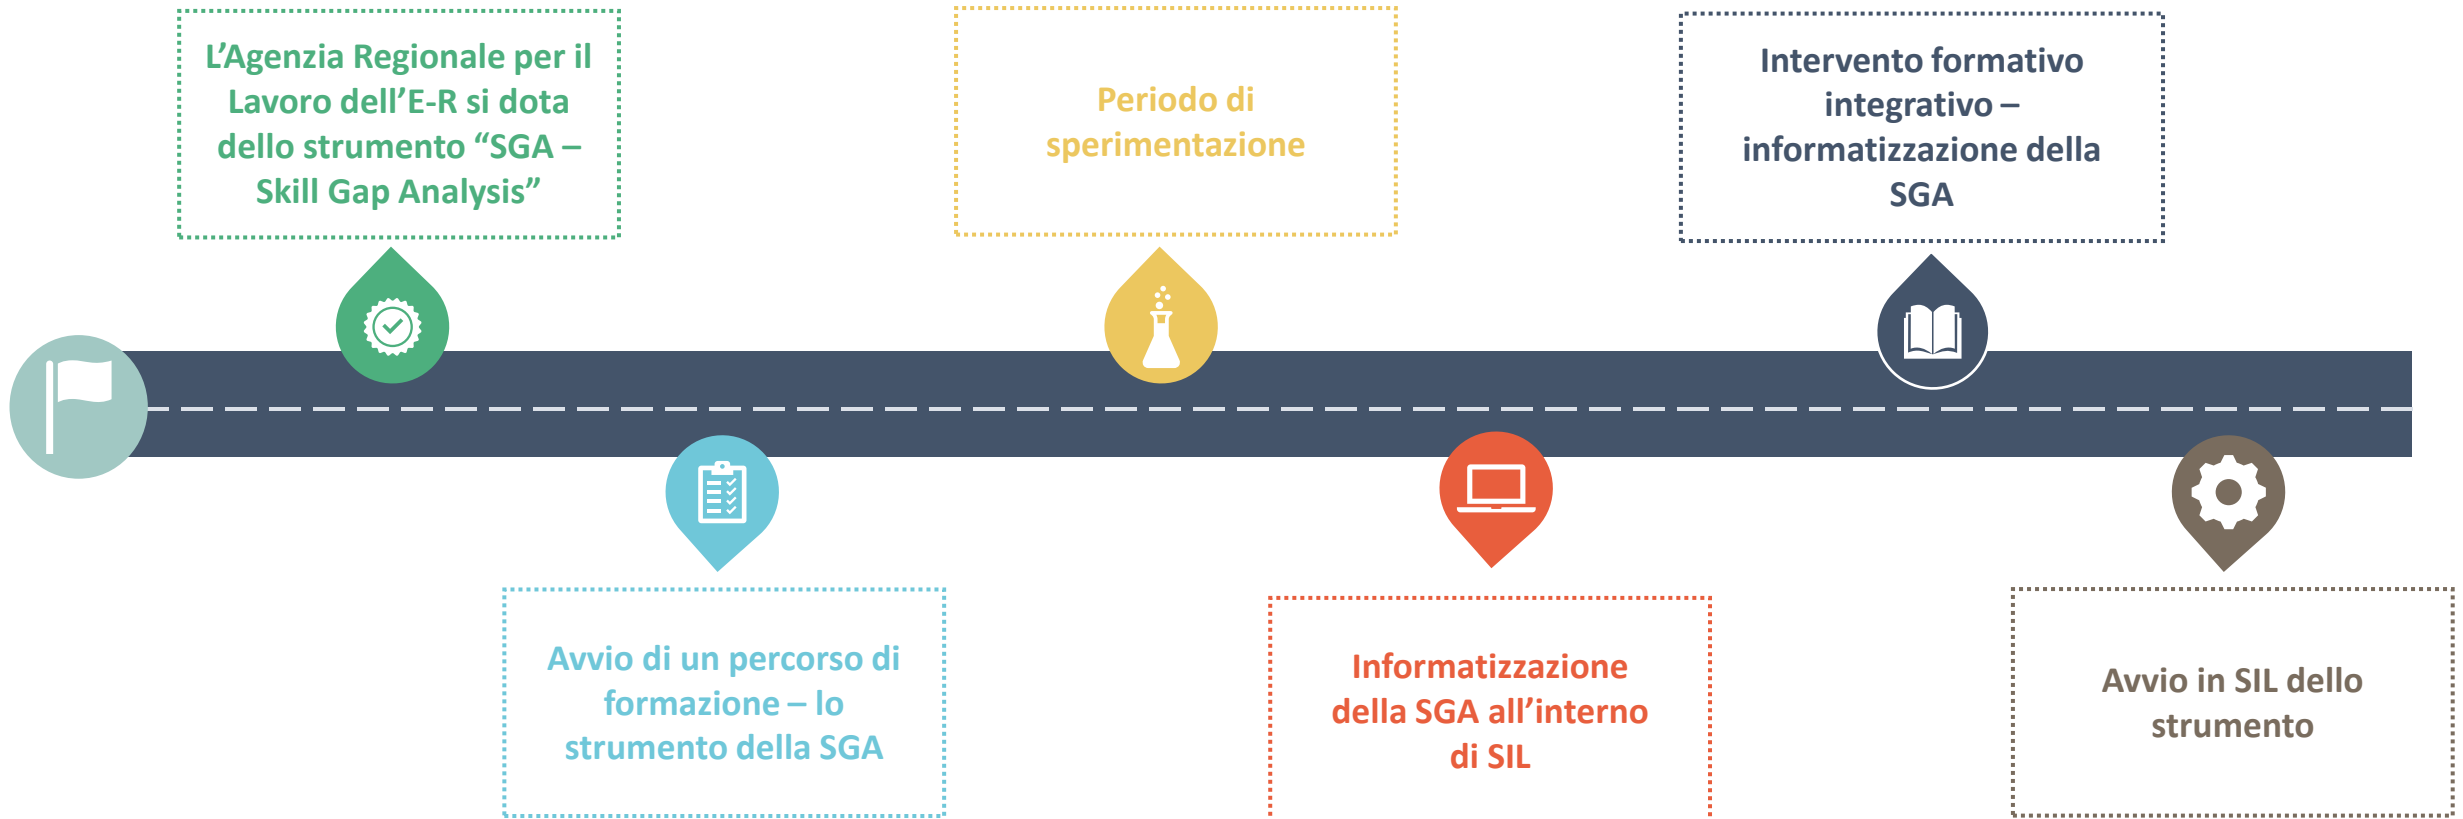 L’Agenzia Regionale per il
Lavoro dell’E-R si dota
dello strumento “SGA –
Skill Gap Analysis”
Avvio di un percorso di
formazione – lo
strumento della SGA
Periodo di
sperimentazione
Informatizzazione
della SGA all’interno
di SIL
Intervento formativo
integrativo –
informatizzazione della
SGA
Avvio in SIL dello
strumento